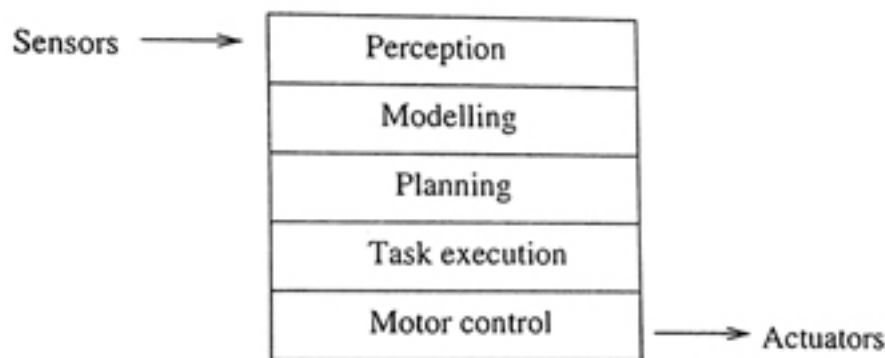 Sensors
Perception
Modelling
Planning
Task execution
Motor control
Actuators